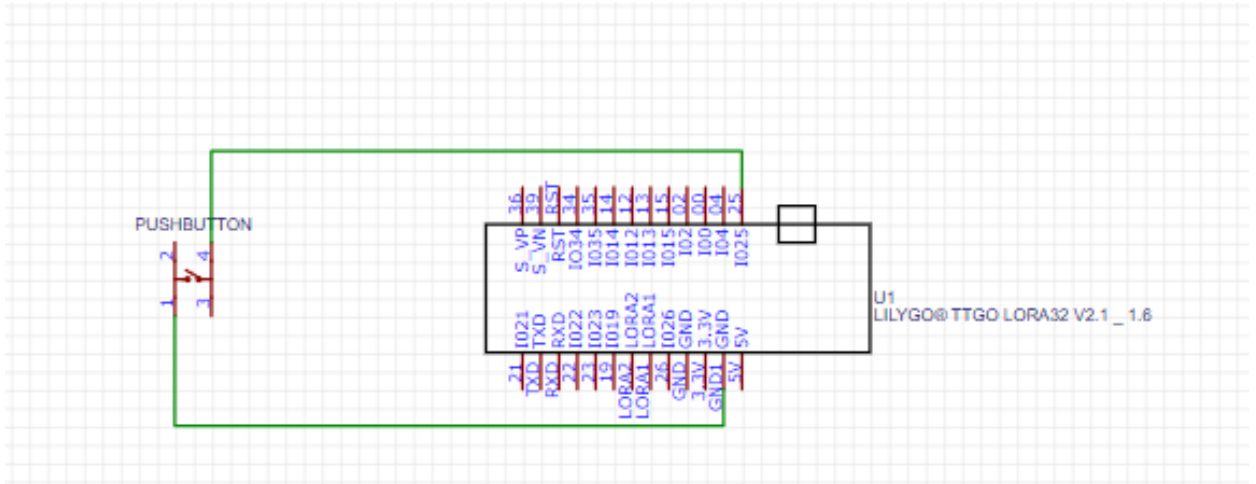 36 39 RST 34 35 14 12 13 15 02 00 04 25
PUSHBUTTON
2 4
1 3
S_VP S_VN RST IO34 IO35 IO14 IO12 IO13 IO15 IO2 IO0 IO4 IO25
U1
LILYGO® TTGO LORA32 V2.1 _ 1.6
IO21 TXD RXD IO22 IO23 IO19 LORA2 LORA1 IO26 GND 3.3V GND 5V
21 TXD RXD 22 23 19 LORA2 LORA1 26 GND 3.3V GND1 5V